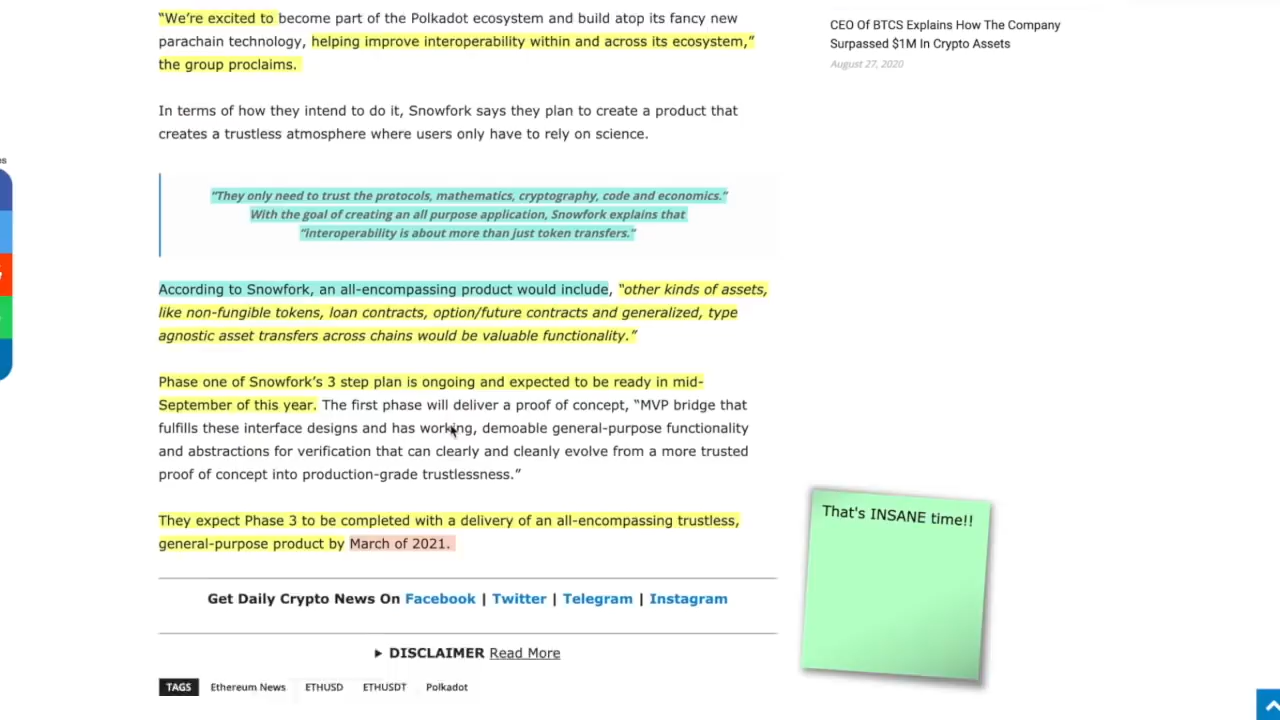 “We’re excited to become part of the Polkadot ecosystem and build atop its fancy new
parachain technology, helping improve interoperability within and across its ecosystem,”
the group proclaims.
In terms of how they intend to do it, Snowfork says they plan to create a product that
creates a trustless atmosphere where users only have to rely on science.
“They only need to trust the protocols, mathematics, cryptography, code and economics.”
With the goal of creating an all purpose application, Snowfork explains that
“interoperability is about more than just token transfers.”
According to Snowfork, an all-encompassing product would include, “other kinds of assets,
like non-fungible tokens, loan contracts, option/future contracts and generalized, type
agnostic asset transfers across chains would be valuable functionality.”
Phase one of Snowfork’s 3 step plan is ongoing and expected to be ready in mid-
September of this year. The first phase will deliver a proof of concept, “MVP bridge that
fulfills these interface designs and has working, demoable general-purpose functionality
and abstractions for verification that can clearly and cleanly evolve from a more trusted
proof of concept into production-grade trustlessness.”
They expect Phase 3 to be completed with a delivery of an all-encompassing trustless,
general-purpose product by March of 2021.
Get Daily Crypto News On Facebook | Twitter | Telegram | Instagram
DISCLAIMER Read More
TAGS Ethereum News ETHUSD ETHUSDT Polkadot
CEO Of BTCS Explains How The Company
Surpassed $1M In Crypto Assets
August 27, 2020
That's INSANE time!!